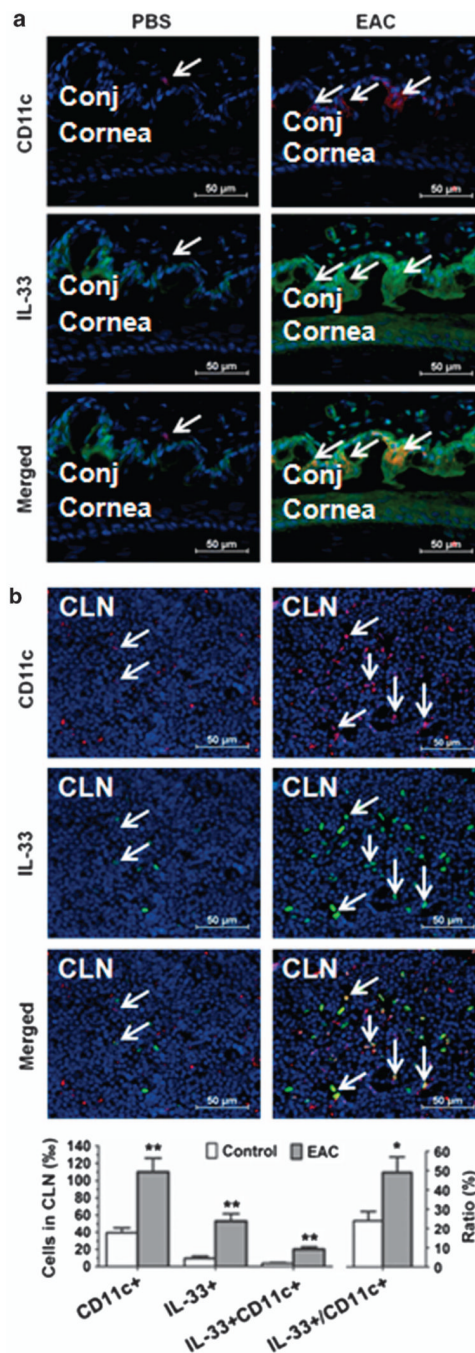 a
PBS EAC
CD11c
Conj
Cornea
50 µm
Conj
Cornea
50 µm
IL-33
Conj
Cornea
50 µm
Conj
Cornea
50 µm
Merged
Conj
Cornea
50 µm
Conj
Cornea
50 µm
b
CD11c
CLN
50 µm
CLN
50 µm
IL-33
CLN
50 µm
CLN
50 µm
Merged
CLN
50 µm
CLN
50 µm
Cells in CLN (‰)
140
120
100
80
60
40
20
0
Control EAC
** ** ** *
60
50
40
30
20
10
0
Ratio (%)
CD11c+
IL-33+
IL-33+CD11c+
IL-33+/CD11c+